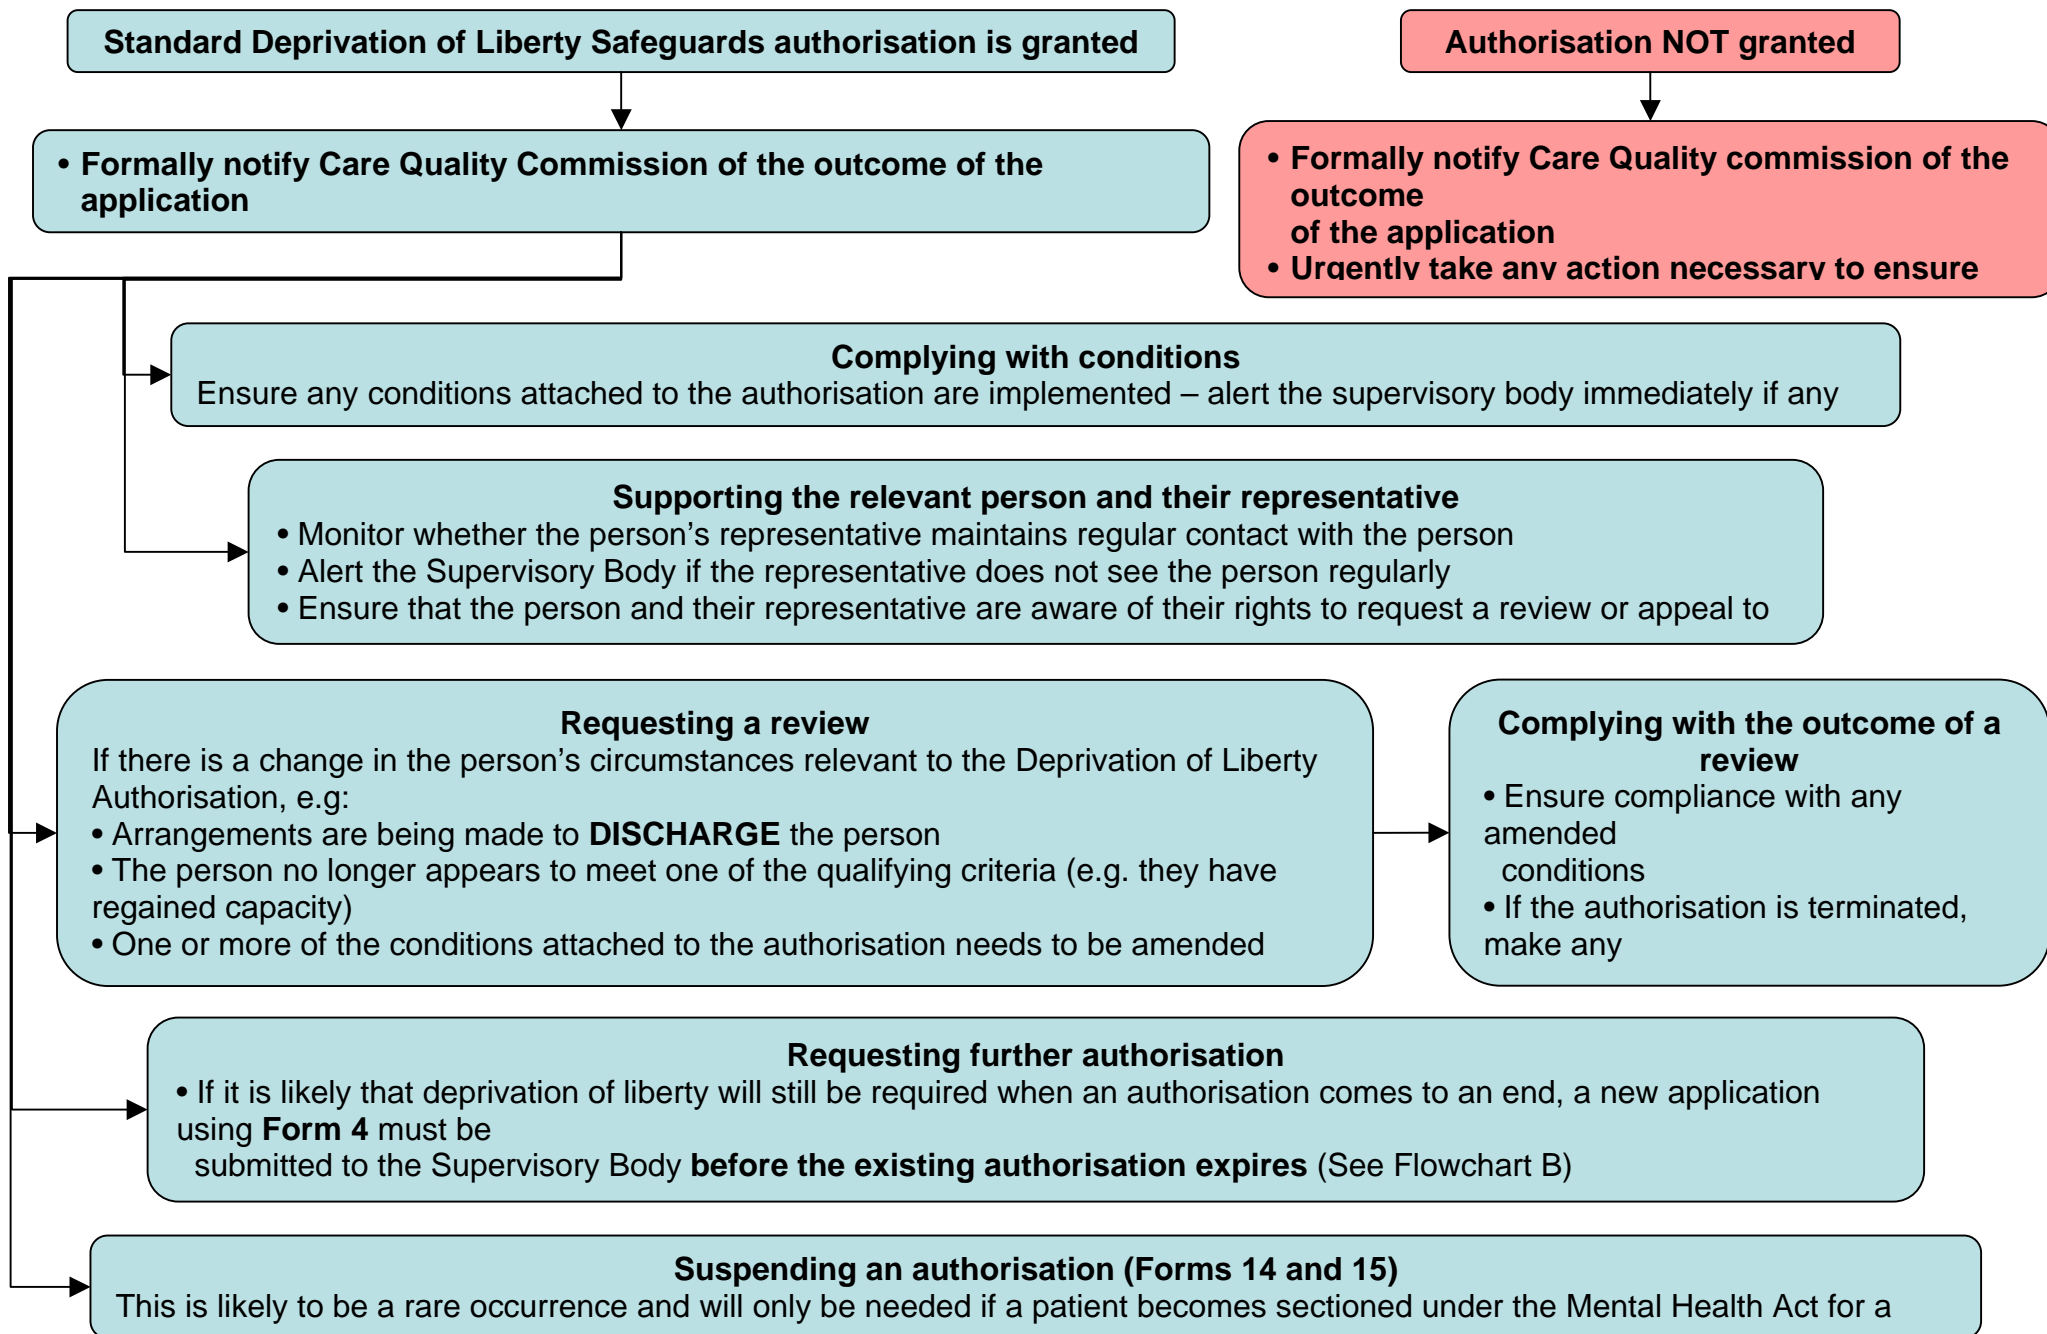 Standard Deprivation of Liberty Safeguards authorisation is granted
Authorisation NOT granted
• Formally notify Care Quality Commission of the outcome of the
application
• Formally notify Care Quality commission of the
outcome
of the application
• Urgently take any action necessary to ensure
Complying with conditions
Ensure any conditions attached to the authorisation are implemented – alert the supervisory body immediately if any
Supporting the relevant person and their representative
• Monitor whether the person’s representative maintains regular contact with the person
• Alert the Supervisory Body if the representative does not see the person regularly
• Ensure that the person and their representative are aware of their rights to request a review or appeal to
Requesting a review
If there is a change in the person’s circumstances relevant to the Deprivation of Liberty
Authorisation, e.g:
• Arrangements are being made to DISCHARGE the person
• The person no longer appears to meet one of the qualifying criteria (e.g. they have
regained capacity)
• One or more of the conditions attached to the authorisation needs to be amended
Complying with the outcome of a
review
• Ensure compliance with any
amended
conditions
• If the authorisation is terminated,
make any
Requesting further authorisation
• If it is likely that deprivation of liberty will still be required when an authorisation comes to an end, a new application
using Form 4 must be
submitted to the Supervisory Body before the existing authorisation expires (See Flowchart B)
Suspending an authorisation (Forms 14 and 15)
This is likely to be a rare occurrence and will only be needed if a patient becomes sectioned under the Mental Health Act for a